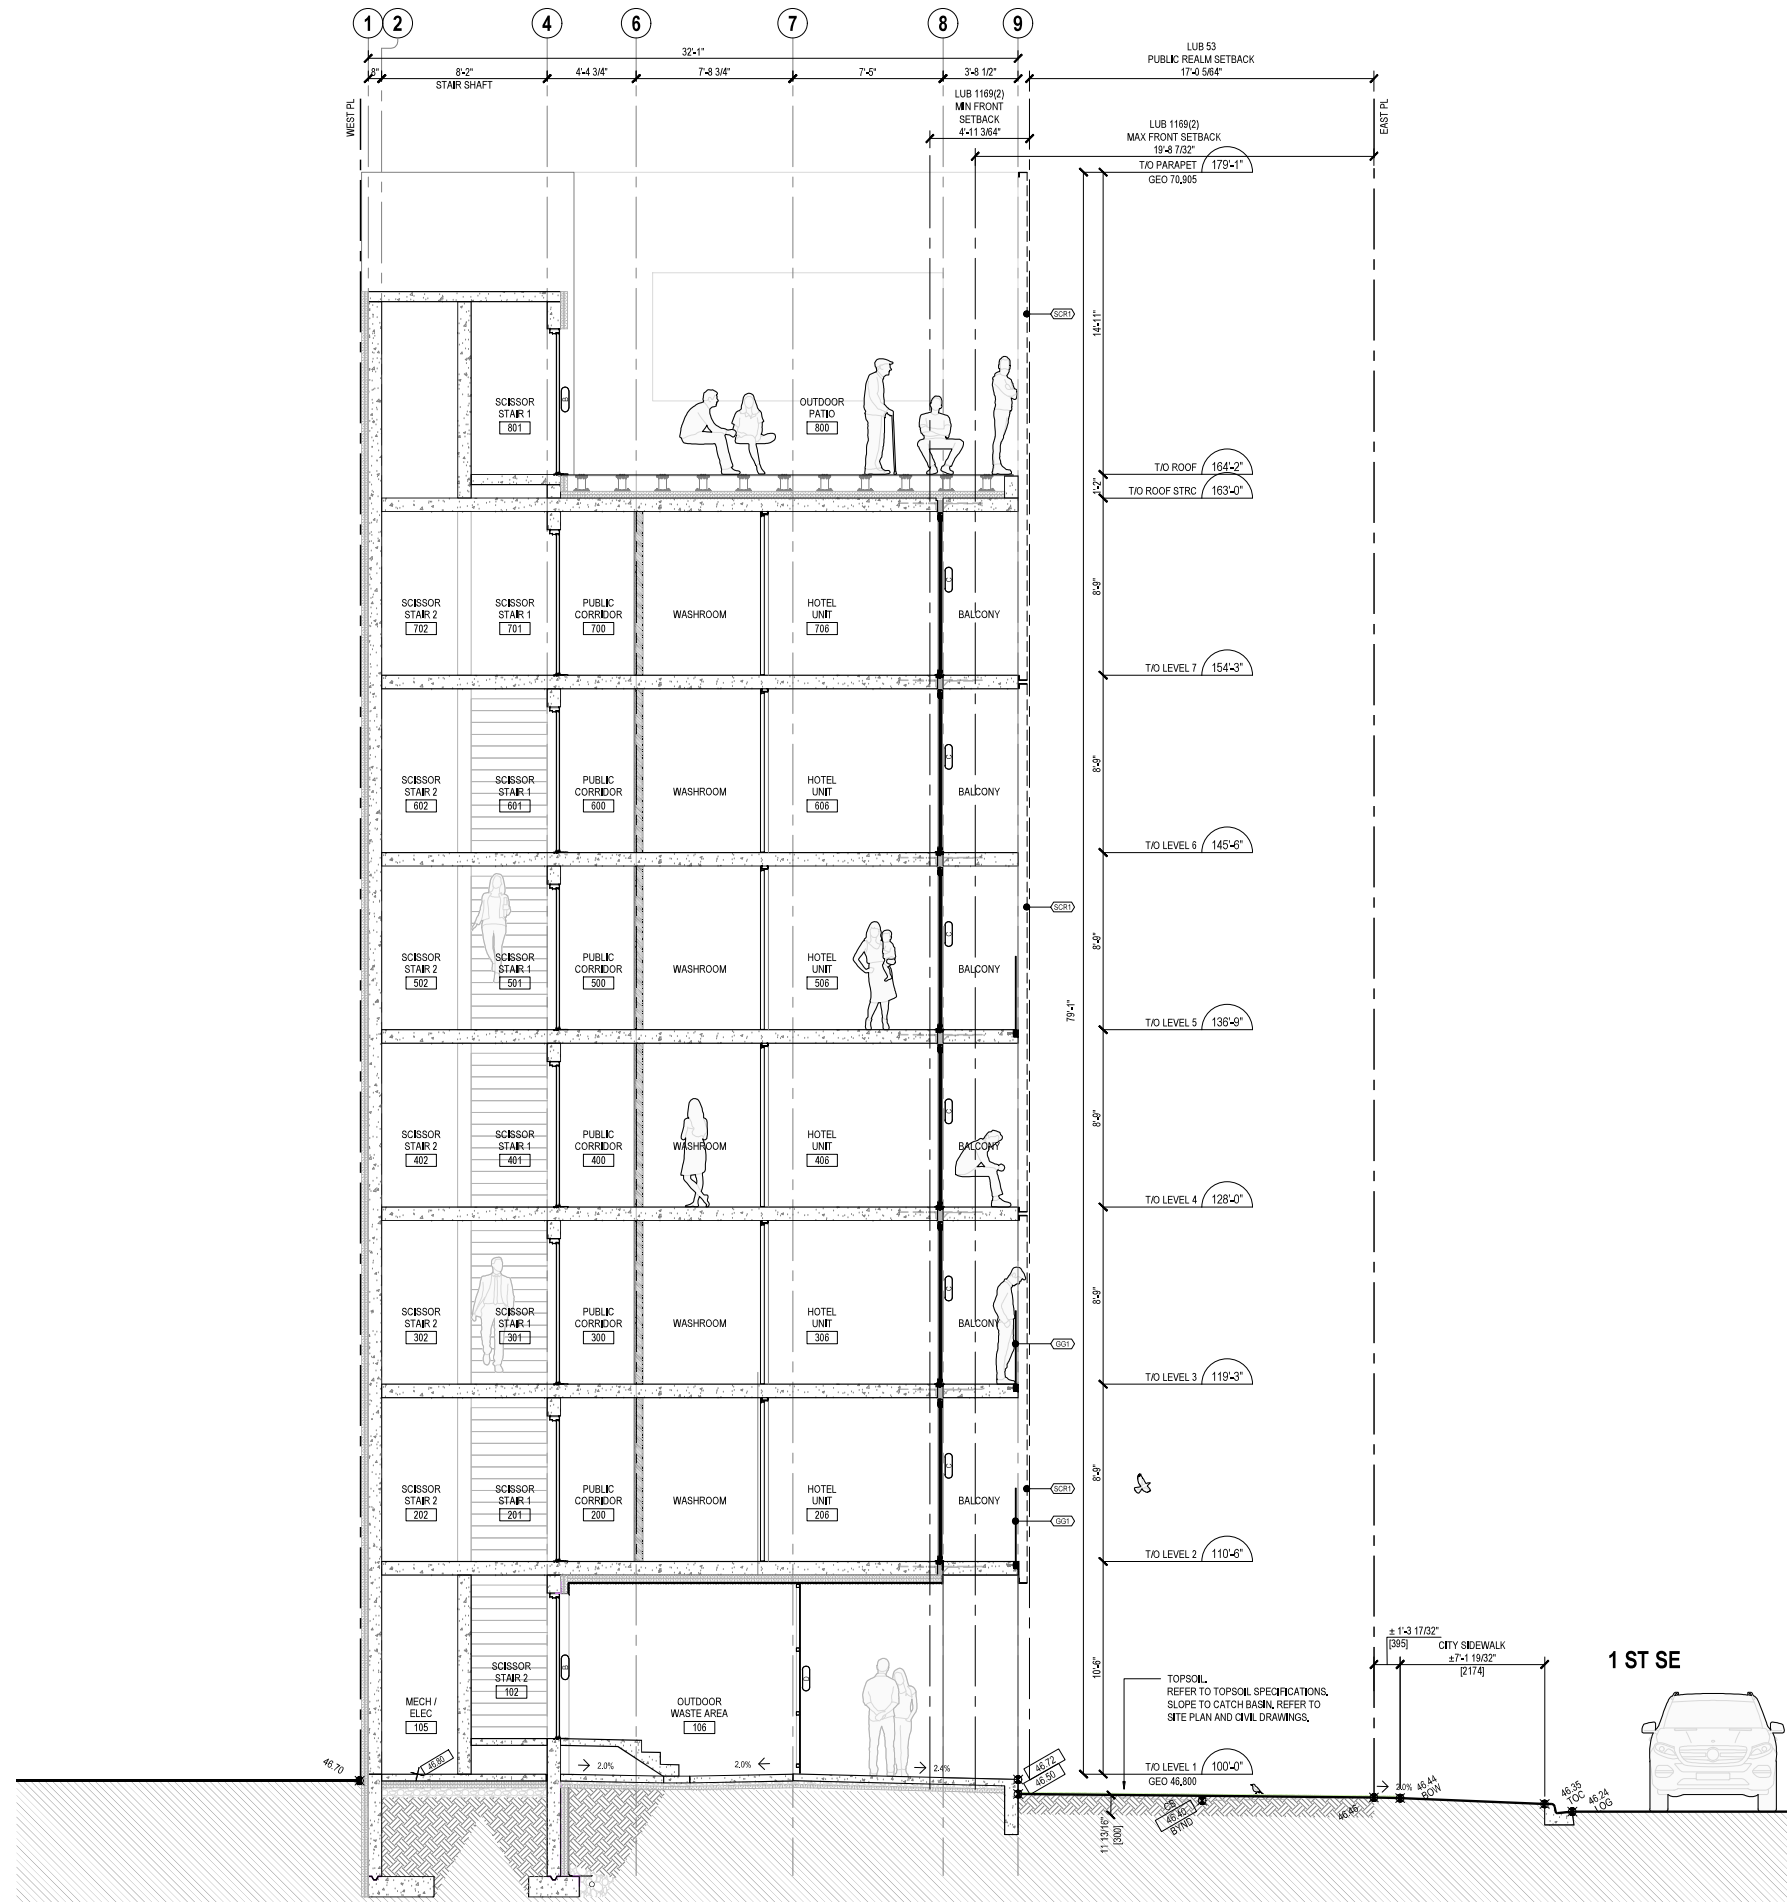 1 2 4 6 7 8 9
32'-1"
LUB 53
PUBLIC REALM SETBACK
17'-0 5/64"
8" 8'-2" 4'-4 3/4" 7'-8 3/4" 7'-5" 3'-8 1/2"
STAIR SHAFT
WEST PL
EAST PL
LUB 1169(2)
MIN FRONT
SETBACK
4'-11 3/64"
LUB 1169(2)
MAX FRONT SETBACK
19'-8 7/32"
T/O PARAPET 179'-1"
GEO 70.905
SCR1
14'-11"
B
SCISSOR
STAIR 1
801
OUTDOOR
PATIO
800
T/O ROOF 164'-2"
1'-2"
T/O ROOF STRC 163'-0"
SCISSOR
STAIR 2
702
SCISSOR
STAIR 1
701
PUBLIC
CORRIDOR
700
WASHROOM
HOTEL
UNIT
706
C
BALCONY
8'-9"
T/O LEVEL 7 154'-3"
SCISSOR
STAIR 2
602
SCISSOR
STAIR 1
601
PUBLIC
CORRIDOR
600
WASHROOM
HOTEL
UNIT
606
C
BALCONY
8'-9"
T/O LEVEL 6 145'-6"
SCR1
SCISSOR
STAIR 2
502
SCISSOR
STAIR 1
501
PUBLIC
CORRIDOR
500
WASHROOM
HOTEL
UNIT
506
C
BALCONY
8'-9"
79'-1"
T/O LEVEL 5 136'-9"
SCISSOR
STAIR 2
402
SCISSOR
STAIR 1
401
PUBLIC
CORRIDOR
400
WASHROOM
HOTEL
UNIT
406
C
BALCONY
8'-9"
T/O LEVEL 4 128'-0"
SCISSOR
STAIR 2
302
SCISSOR
STAIR 1
301
PUBLIC
CORRIDOR
300
WASHROOM
HOTEL
UNIT
306
C
BALCONY
8'-9"
GG1
T/O LEVEL 3 119'-3"
SCISSOR
STAIR 2
202
SCISSOR
STAIR 1
201
PUBLIC
CORRIDOR
200
WASHROOM
HOTEL
UNIT
206
C
BALCONY
8'-9"
SCR1
GG1
T/O LEVEL 2 110'-6"
MECH /
ELEC
105
SCISSOR
STAIR 2
102
B
OUTDOOR
WASTE AREA
106
D
10'-6"
TOPSOIL.
REFER TO TOPSOIL SPECIFICATIONS.
SLOPE TO CATCH BASIN, REFER TO
SITE PLAN AND CIVIL DRAWINGS.
± 1'-3 17/32"
[395]
CITY SIDEWALK
±7'-1 19/32"
[2174]
1 ST SE
T/O LEVEL 1 100'-0"
GEO 46.800
46.70
46.80
2.0%
2.0%
2.4%
46.72
46.50
11 13/16"
[300]
CB
46.40
BYND
46.46
2.0%
46.44
BOW
46.35
TOC
46.24
LOG